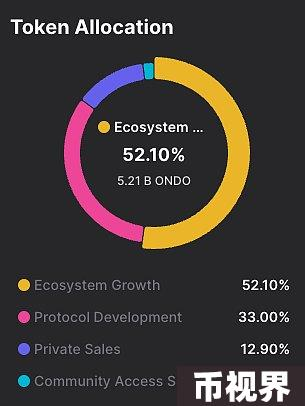 Token Allocation
Ecosystem ...
52.10%
5.21 B ONDO
Ecosystem Growth 52.10%
Protocol Development 33.00%
Private Sales 12.90%
Community Access S
币视界